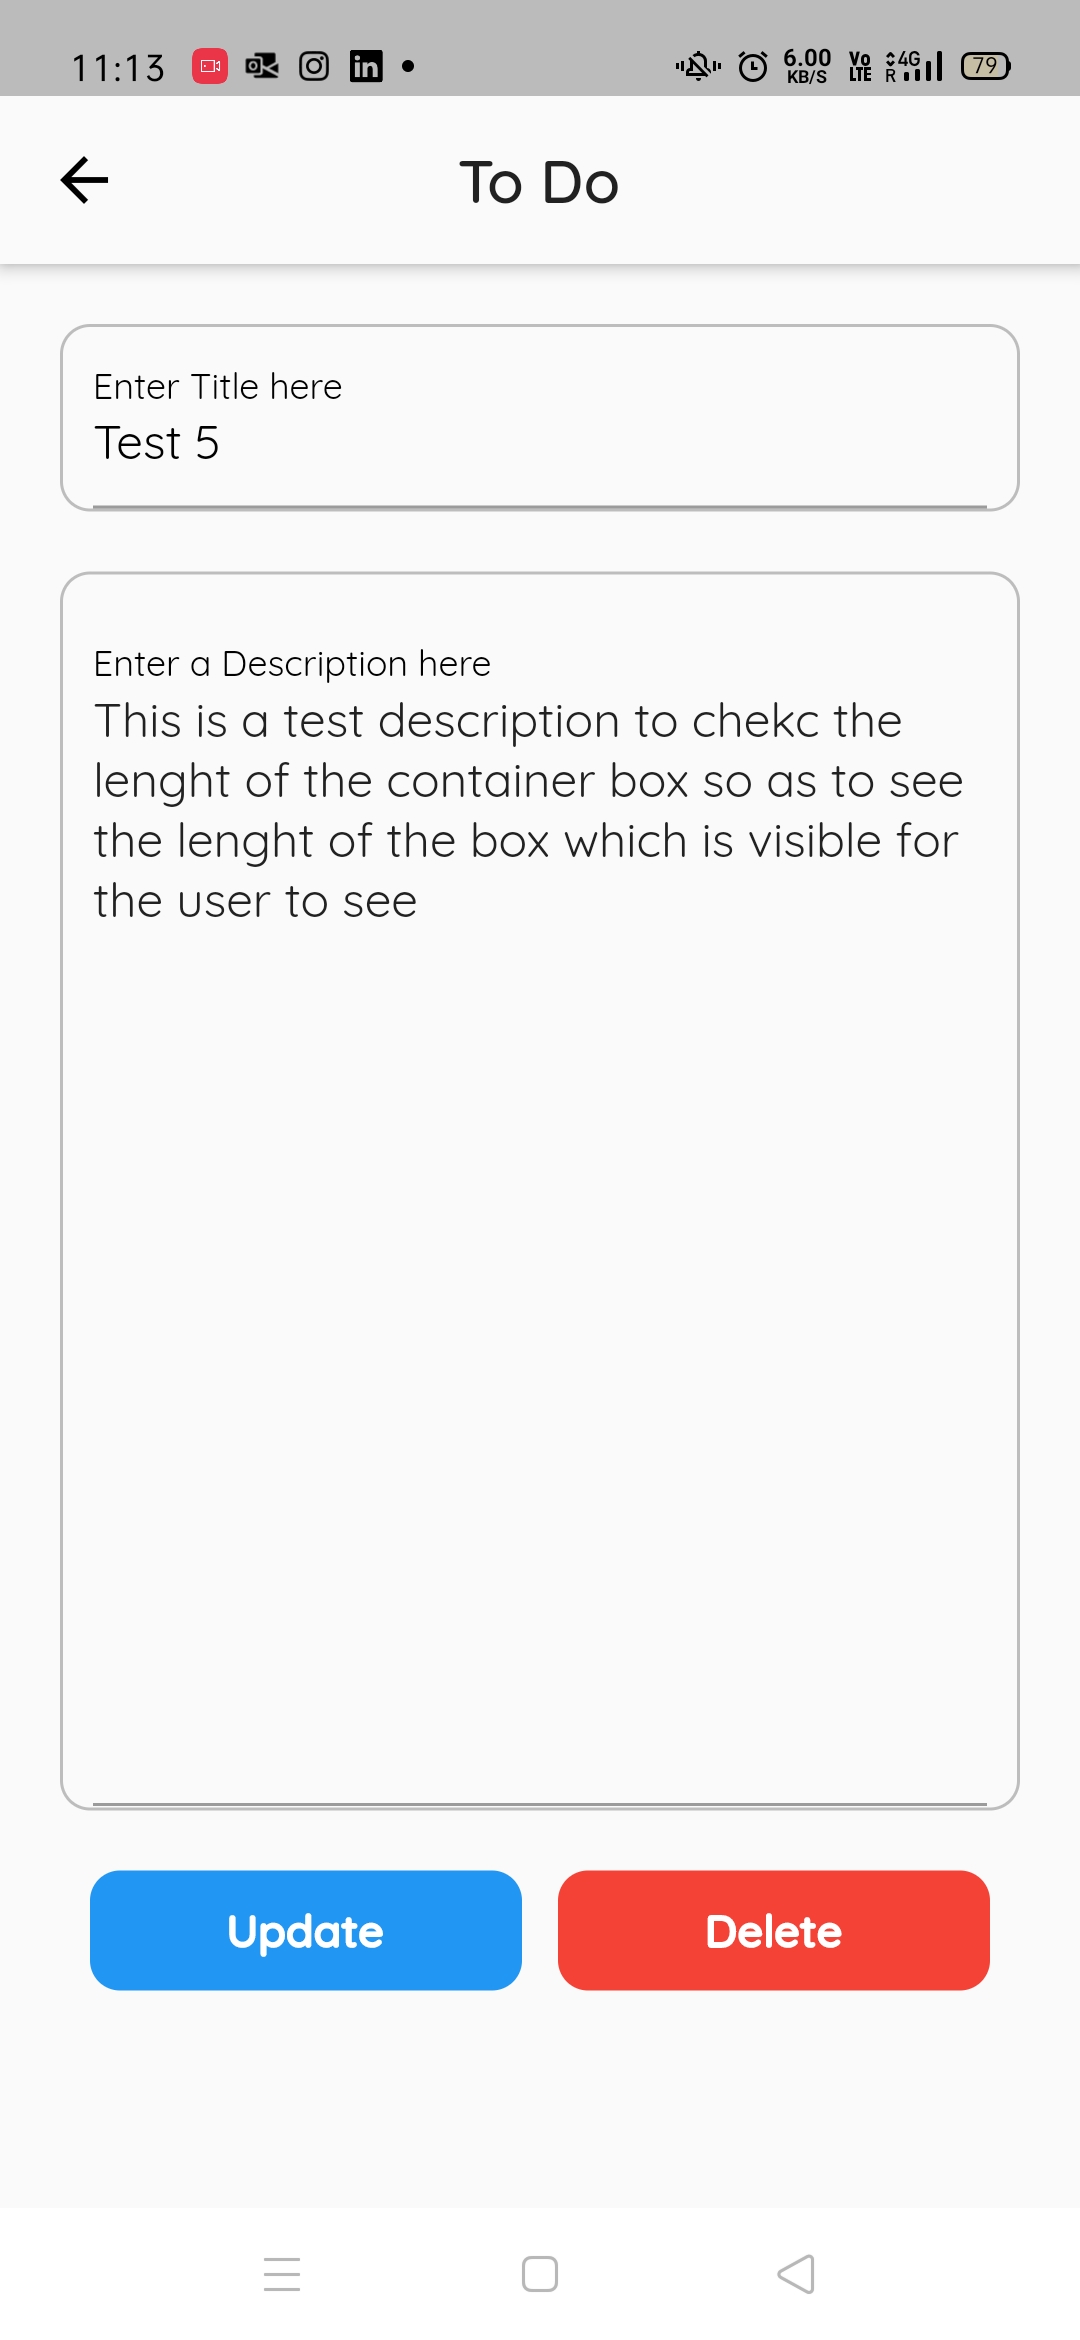 11:13 6.00 KB/S Vo LTE 4G R 79
To Do
Enter Title here
Test 5
Enter a Description here
This is a test description to chekc the
lenght of the container box so as to see
the lenght of the box which is visible for
the user to see
Update Delete